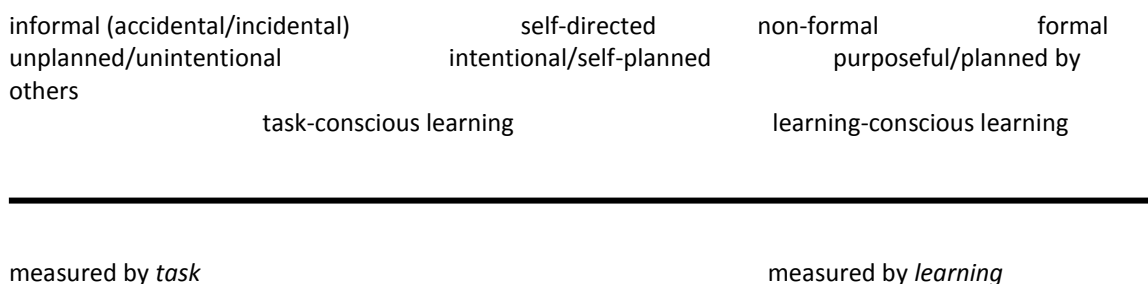 informal (accidental/incidental) self-directed non-formal formal
unplanned/unintentional intentional/self-planned purposeful/planned by
others
task-conscious learning learning-conscious learning
measured by task measured by learning